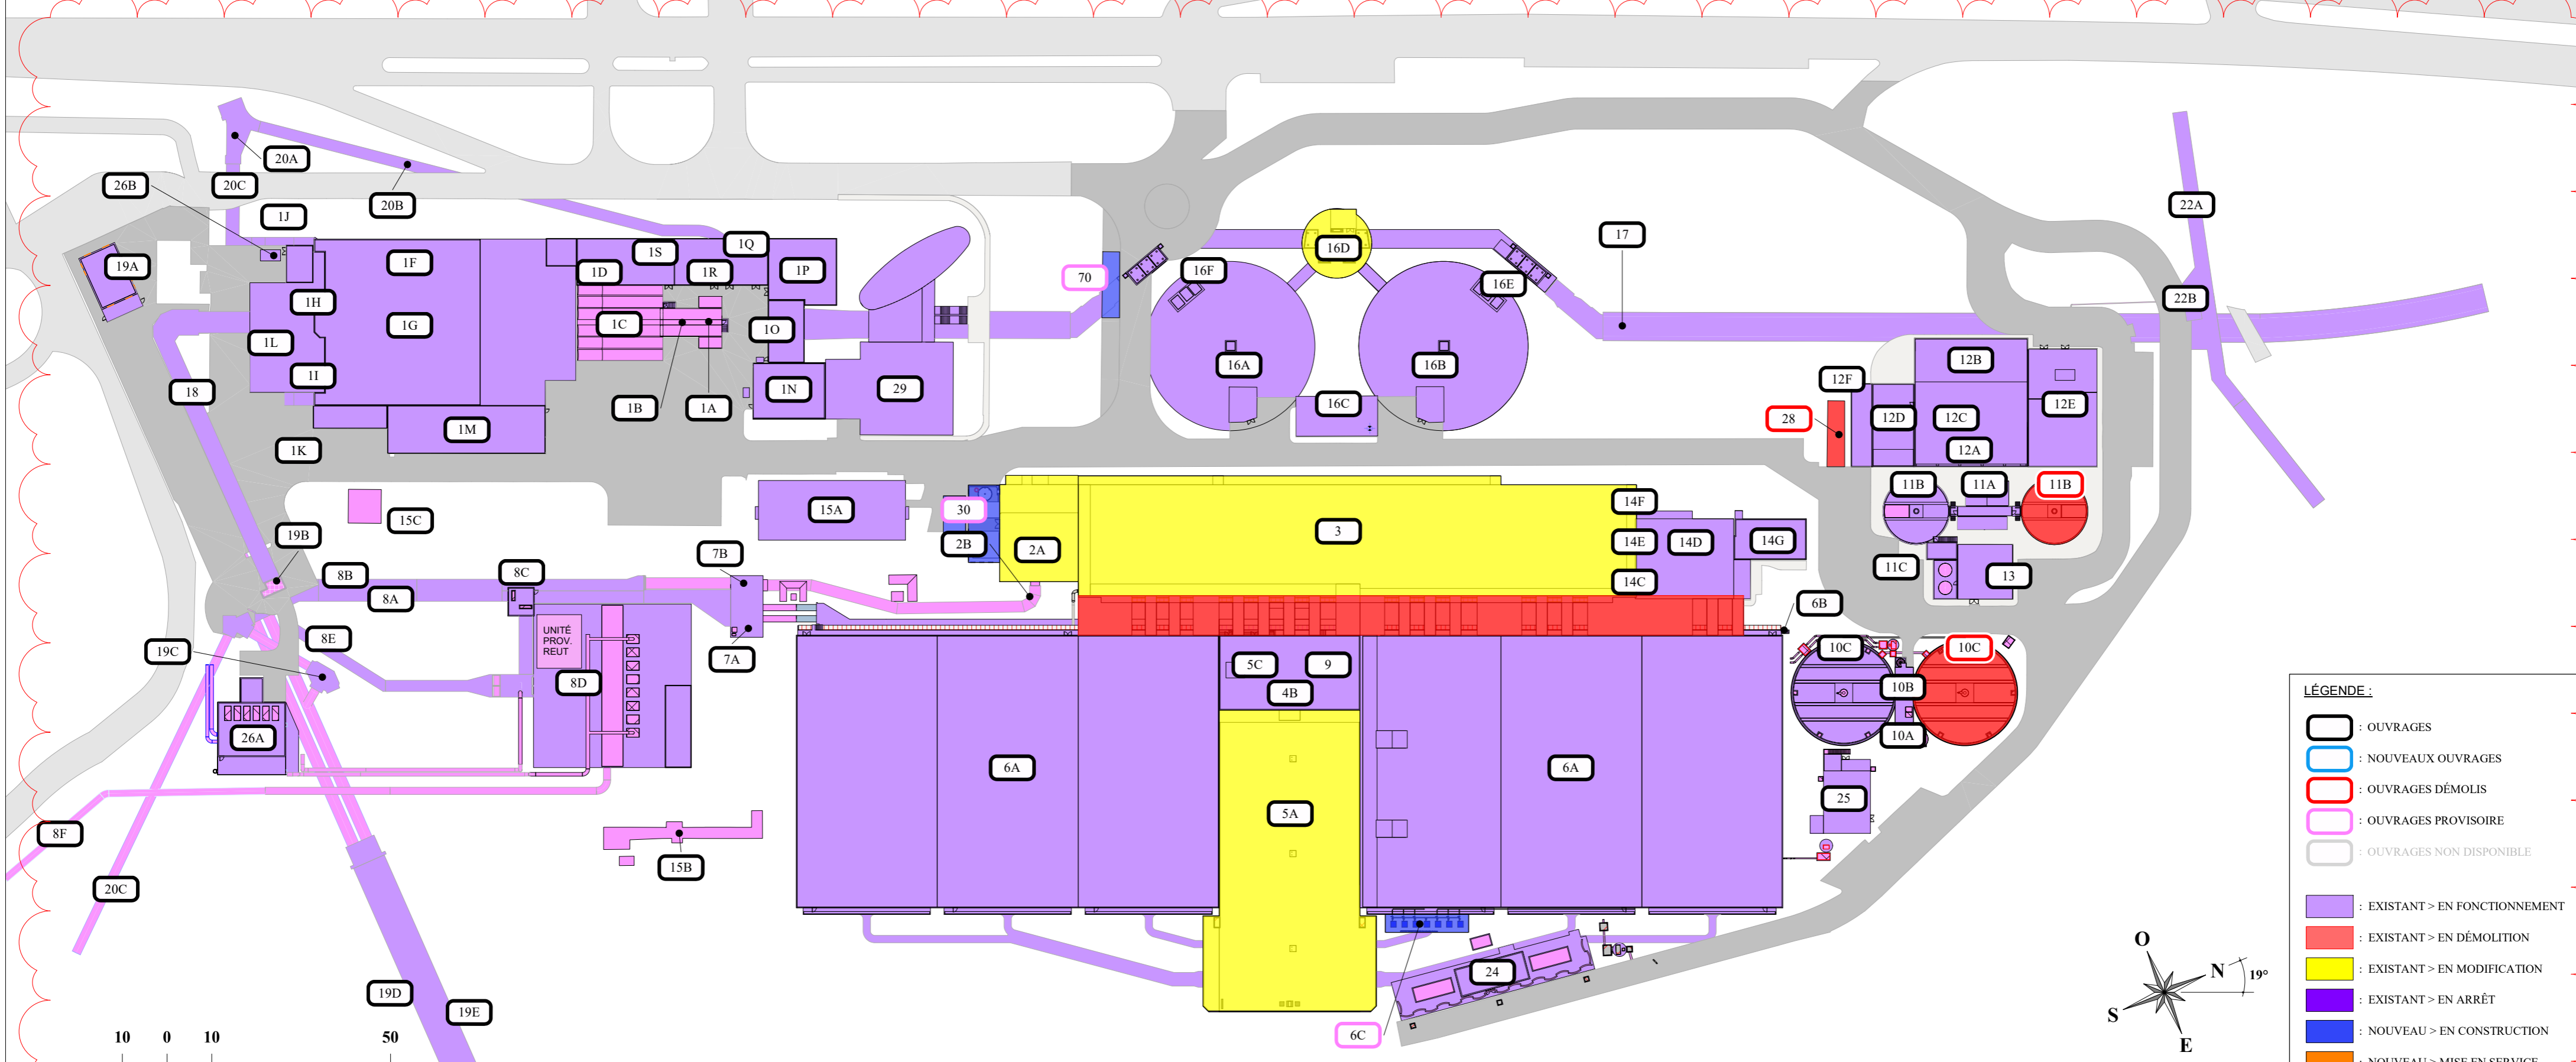 20A
26B
20C
20B
1J
22A
17
1S
1Q
16D
19A
1F
1D
1R
1P
70
16F
16E
22B
1H
1G
1C
1O
1L
1I
12B
16A
16B
12F
18
1N
29
12E
1B
1A
16C
28
12D
12C
1M
1K
12A
11B
11A
11B
14F
15A
30
15C
3
19B
2B
2A
14E
14D
14G
7B
11C
8B
8C
14C
13
8A
6B
UNITÉ
PROV.
REUT
8E
19C
7A
5C
9
10C
10C
8D
4B
10B
26A
10A
6A
6A
25
5A
8F
15B
20C
24
19D
19E
6C
10
0
10
50
O
N
19°
S
E
LÉGENDE :
: OUVRAGES
: NOUVEAUX OUVRAGES
: OUVRAGES DÉMOLIS
: OUVRAGES PROVISOIRE
: OUVRAGES NON DISPONIBLE
: EXISTANT > EN FONCTIONNEMENT
: EXISTANT > EN DÉMOLITION
: EXISTANT > EN MODIFICATION
: EXISTANT > EN ARRÊT
: NOUVEAU > EN CONSTRUCTION
: NOUVEAU > MISE EN SERVICE